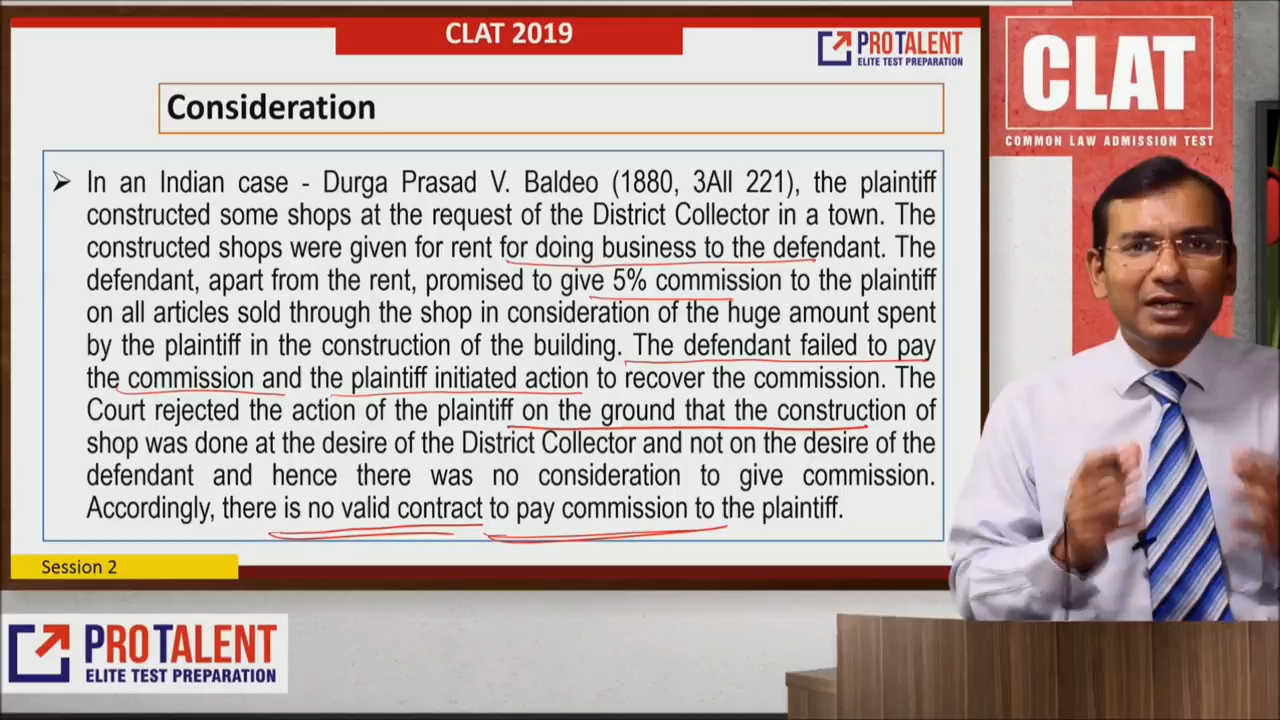 CLAT 2019
PROTALENT
ELITE TEST PREPARATION
CLAT
COMMON LAW ADMISSION TEST
Consideration
In an Indian case - Durga Prasad V. Baldeo (1880, 3All 221), the plaintiff
constructed some shops at the request of the District Collector in a town. The
constructed shops were given for rent for doing business to the defendant. The
defendant, apart from the rent, promised to give 5% commission to the plaintiff
on all articles sold through the shop in consideration of the huge amount spent
by the plaintiff in the construction of the building. The defendant failed to pay
the commission and the plaintiff initiated action to recover the commission. The
Court rejected the action of the plaintiff on the ground that the construction of
shop was done at the desire of the District Collector and not on the desire of the
defendant and hence there was no consideration to give commission.
Accordingly, there is no valid contract to pay commission to the plaintiff.
Session 2
PROTALENT
ELITE TEST PREPARATION